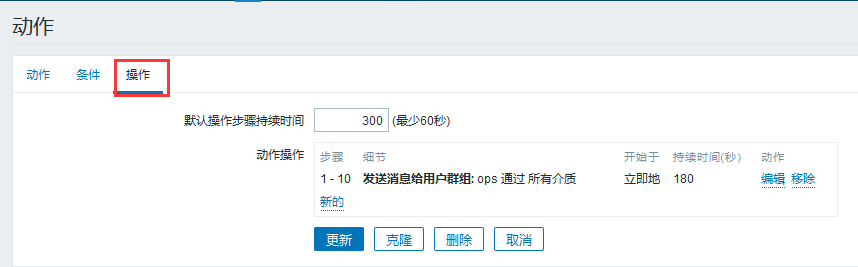 动作
动作 条件 操作
默认操作步骤持续时间 300 (最少60秒)
动作操作 步骤 细节 开始于 持续时间(秒) 动作
1 - 10 发送消息给用户群组: ops 通过 所有介质 立即地 180 编辑 移除
新的
更新 克隆 删除 取消